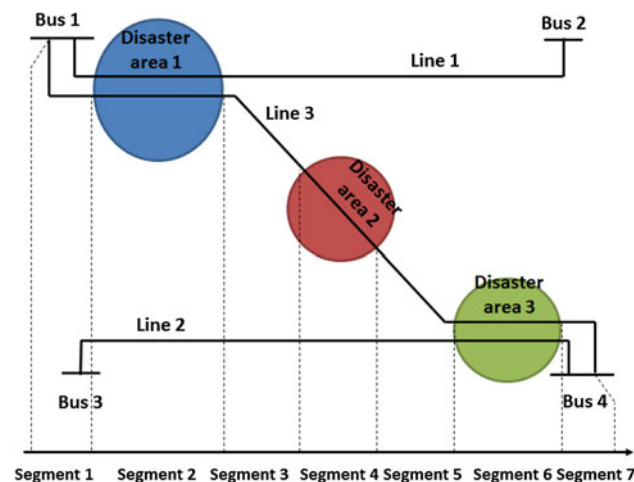 Bus 1
Disaster
area 1
Bus 2
Line 1
Line 3
Disaster
area 2
Disaster
area 3
Line 2
Bus 3
Bus 4
Segment 1
Segment 2
Segment 3
Segment 4
Segment 5
Segment 6
Segment 7